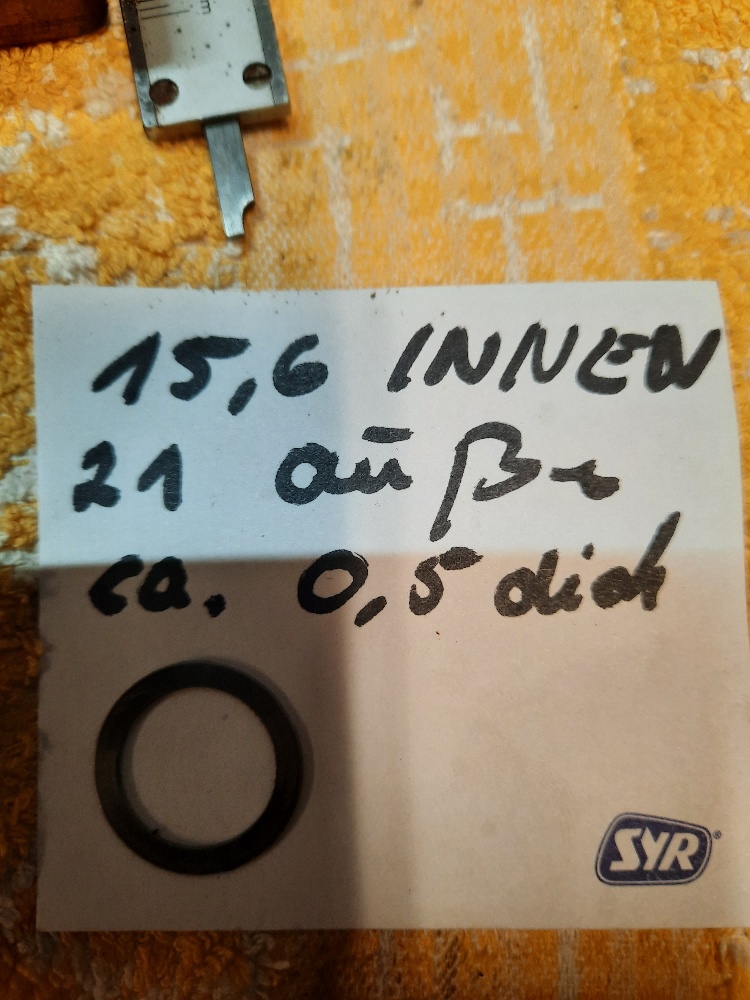 15,6 INNEN
21 außen
ca. 0,5 dick
SYR®